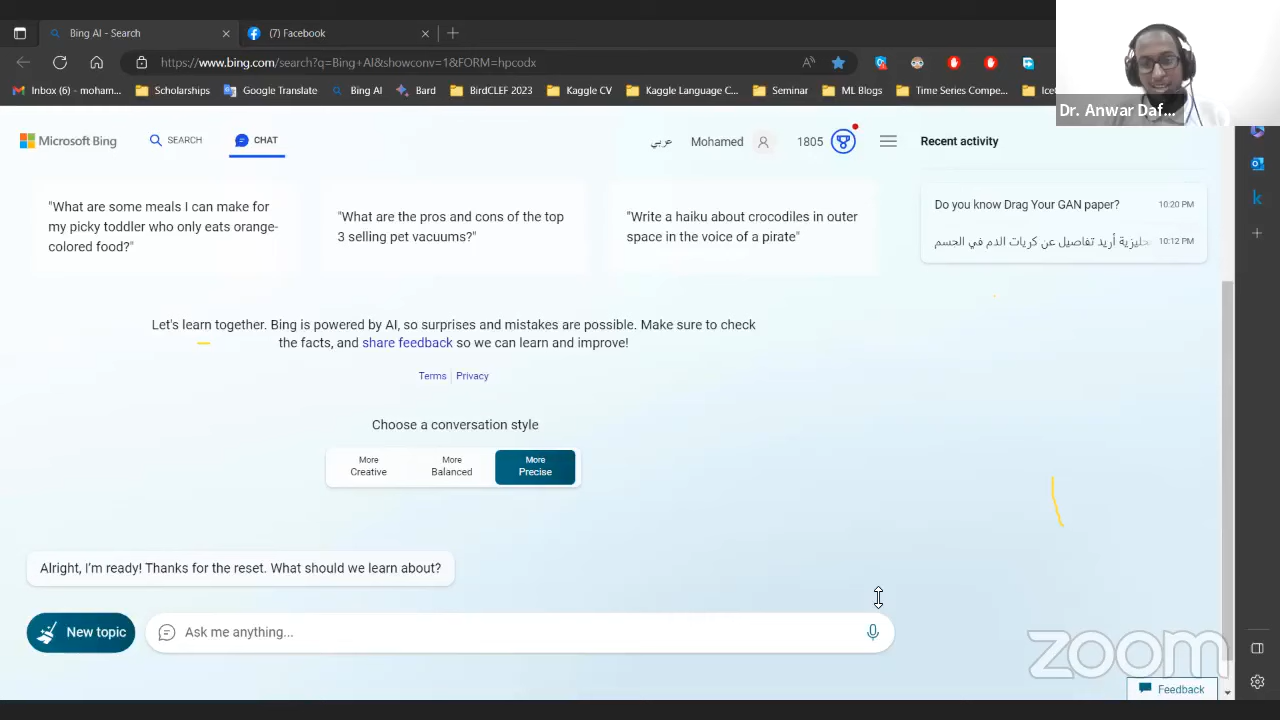 Bing AI - Search
(7) Facebook
https://www.bing.com/search?q=Bing+AI&showconv=1&FORM=hpcodx
Inbox (6) - moham...
Scholarships
Google Translate
Bing AI
Bard
BirdCLEF 2023
Kaggle CV
Kaggle Language C...
Seminar
ML Blogs
Time Series Compe...
Dr. Anwar Daf...
Microsoft Bing
SEARCH
CHAT
عربي
Mohamed
1805
Recent activity
"What are some meals I can make for
my picky toddler who only eats orange-
colored food?"
"What are the pros and cons of the top
3 selling pet vacuums?"
"Write a haiku about crocodiles in outer
space in the voice of a pirate"
Do you know Drag Your GAN paper?
10:20 PM
أريد تفاصيل عن كريات الدم في الجسم
10:12 PM
Let's learn together. Bing is powered by AI, so surprises and mistakes are possible. Make sure to check
the facts, and share feedback so we can learn and improve!
Terms
Privacy
Choose a conversation style
More
Creative
More
Balanced
More
Precise
Alright, I'm ready! Thanks for the reset. What should we learn about?
New topic
Ask me anything...
zoom
Feedback